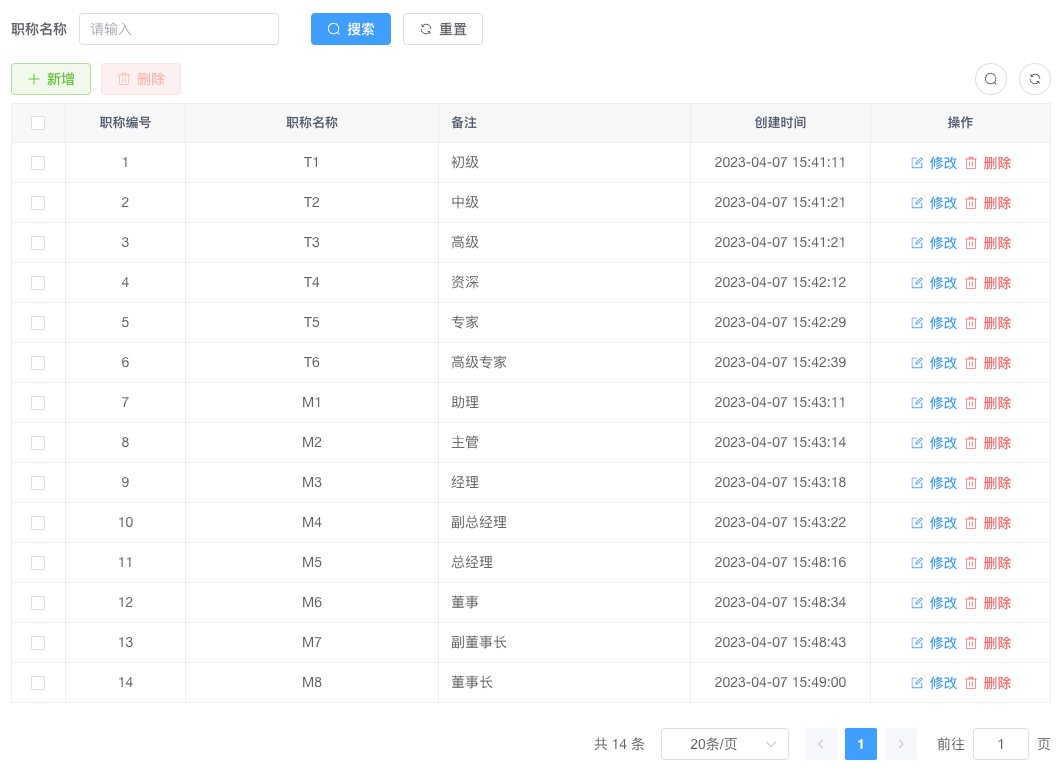 职称名称 请输入 搜索 重置
新增 删除
职称编号 职称名称 备注 创建时间 操作
1 T1 初级 2023-04-07 15:41:11 修改 删除
2 T2 中级 2023-04-07 15:41:21 修改 删除
3 T3 高级 2023-04-07 15:41:21 修改 删除
4 T4 资深 2023-04-07 15:42:12 修改 删除
5 T5 专家 2023-04-07 15:42:29 修改 删除
6 T6 高级专家 2023-04-07 15:42:39 修改 删除
7 M1 助理 2023-04-07 15:43:11 修改 删除
8 M2 主管 2023-04-07 15:43:14 修改 删除
9 M3 经理 2023-04-07 15:43:18 修改 删除
10 M4 副总经理 2023-04-07 15:43:22 修改 删除
11 M5 总经理 2023-04-07 15:48:16 修改 删除
12 M6 董事 2023-04-07 15:48:34 修改 删除
13 M7 副董事长 2023-04-07 15:48:43 修改 删除
14 M8 董事长 2023-04-07 15:49:00 修改 删除
共 14 条 20条/页 1 前往 1 页